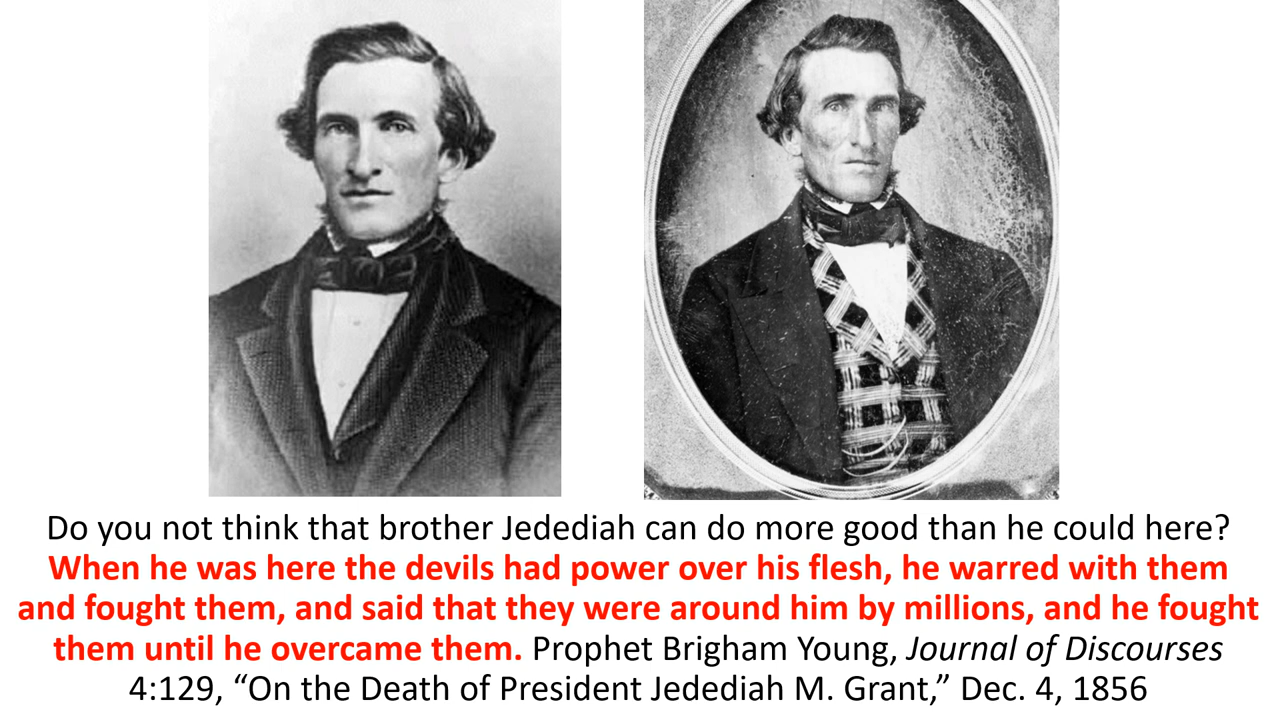 Do you not think that brother Jedediah can do more good than he could here?
When he was here the devils had power over his flesh, he warred with them
and fought them, and said that they were around him by millions, and he fought
them until he overcame them. Prophet Brigham Young, Journal of Discourses
4:129, “On the Death of President Jedediah M. Grant,” Dec. 4, 1856